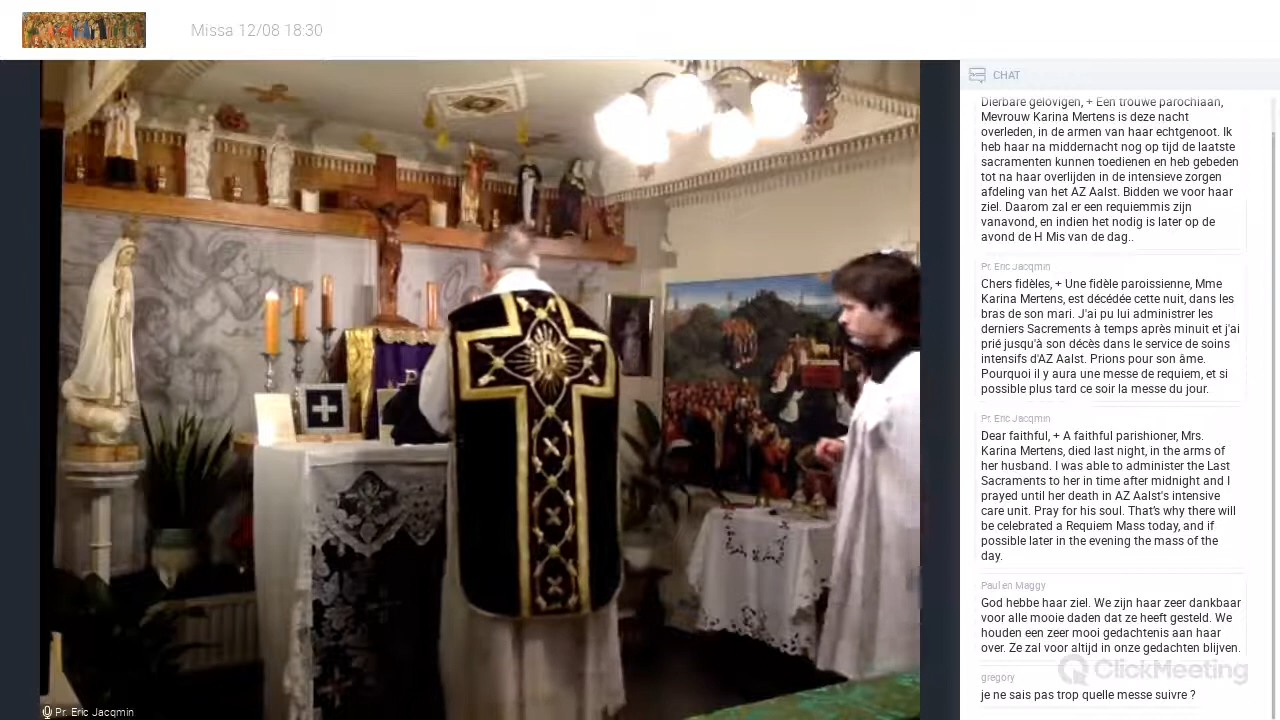 Missa 12/08 18:30
CHAT
Dierbare gelovigen, + Een trouwe parochiaan,
Mevrouw Karina Mertens is deze nacht
overleden, in de armen van haar echtgenoot. Ik
heb haar na middernacht nog op tijd de laatste
sacramenten kunnen toedienen en heb gebeden
tot na haar overlijden in de intensieve zorgen
afdeling van het AZ Aalst. Bidden we voor haar
ziel. Daarom zal er een requiemmis zijn
vanavond, en indien het nodig is later op de
avond de H Mis van de dag..
Pr. Eric Jacqmin
Chers fidèles, + Une fidèle paroissienne, Mme
Karina Mertens, est décédée cette nuit, dans les
bras de son mari. J'ai pu lui administrer les
derniers Sacrements à temps après minuit et j'ai
prié jusqu'à son décès dans le service de soins
intensifs d'AZ Aalst. Prions pour son âme.
Pourquoi il y aura une messe de requiem, et si
possible plus tard ce soir la messe du jour.
Pr. Eric Jacqmin
Dear faithful, + A faithful parishioner, Mrs.
Karina Mertens, died last night, in the arms of
her husband. I was able to administer the Last
Sacraments to her in time after midnight and I
prayed until her death in AZ Aalst's intensive
care unit. Pray for his soul. That's why there will
be celebrated a Requiem Mass today, and if
possible later in the evening the mass of the
day.
Paul en Maggy
God hebbe haar ziel. We zijn haar zeer dankbaar
voor alle mooie daden dat ze heeft gesteld. We
houden een zeer mooi gedachtenis aan haar
over. Ze zal voor altijd in onze gedachten blijven.
ClickMeeting
gregory
je ne sais pas trop quelle messe suivre ?
Pr. Eric Jacqmin